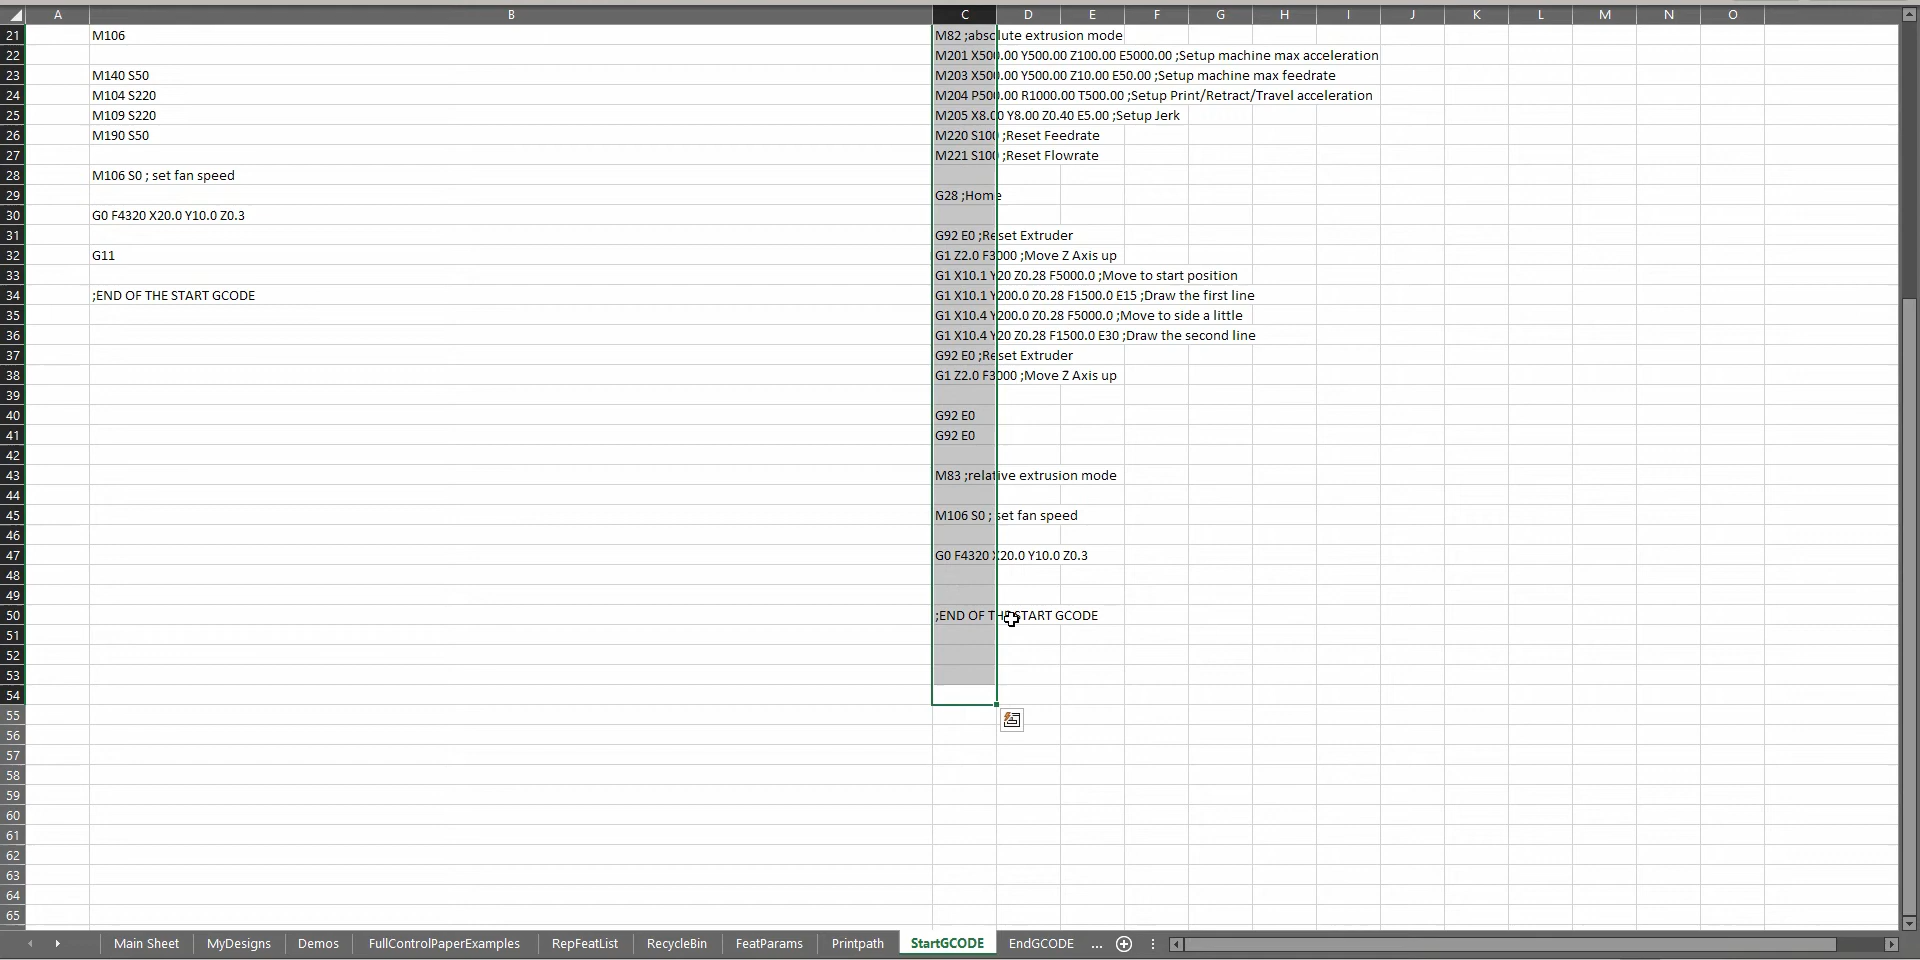 A B C D E F G H I J K L M N O
21 M106 M82 ;absolute extrusion mode
22 M201 X500.00 Y500.00 Z100.00 E5000.00 ;Setup machine max acceleration
23 M140 S50 M203 X500.00 Y500.00 Z10.00 E50.00 ;Setup machine max feedrate
24 M104 S220 M204 P500.00 R1000.00 T500.00 ;Setup Print/Retract/Travel acceleration
25 M109 S220 M205 X8.00 Y8.00 Z0.40 E5.00 ;Setup Jerk
26 M190 S50 M220 S100 ;Reset Feedrate
27 M221 S100 ;Reset Flowrate
28 M106 S0 ; set fan speed
29 G28 ;Home
30 G0 F4320 X20.0 Y10.0 Z0.3
31 G92 E0 ;Reset Extruder
32 G11 G1 Z2.0 F3000 ;Move Z Axis up
33 G1 X10.1 Y20 Z0.28 F5000.0 ;Move to start position
34 ;END OF THE START GCODE G1 X10.1 Y200.0 Z0.28 F1500.0 E15 ;Draw the first line
35 G1 X10.4 Y200.0 Z0.28 F5000.0 ;Move to side a little
36 G1 X10.4 Y20 Z0.28 F1500.0 E30 ;Draw the second line
37 G92 E0 ;Reset Extruder
38 G1 Z2.0 F3000 ;Move Z Axis up
39
40 G92 E0
41 G92 E0
42
43 M83 ;relative extrusion mode
44
45 M106 S0 ; set fan speed
46
47 G0 F4320 X20.0 Y10.0 Z0.3
48
49
50 ;END OF THE START GCODE
51
52
53
54
55
56
57
58
59
60
61
62
63
64
65
Main Sheet MyDesigns Demos FullControlPaperExamples RepFeatList RecycleBin FeatParams Printpath StartGCODE EndGCODE ...